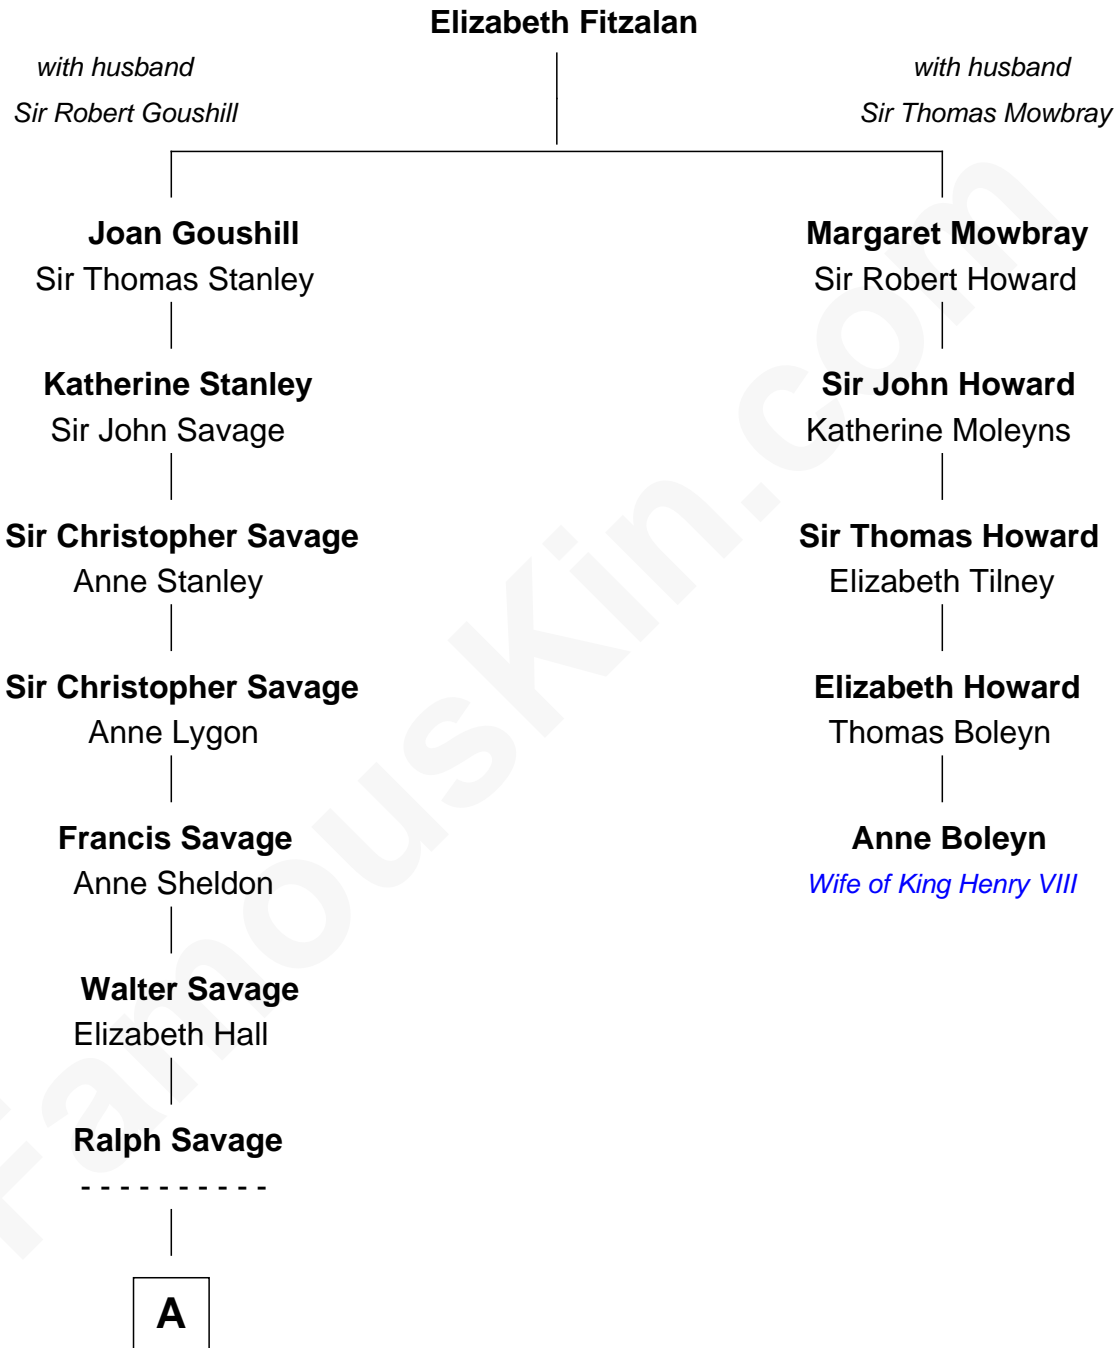 Elizabeth Fitzalan
with husband
Sir Robert Goushill
with husband
Sir Thomas Mowbray
Joan Goushill
Sir Thomas Stanley
Margaret Mowbray
Sir Robert Howard
Katherine Stanley
Sir John Savage
Sir John Howard
Katherine Moleyns
Sir Christopher Savage
Anne Stanley
Sir Thomas Howard
Elizabeth Tilney
Sir Christopher Savage
Anne Lygon
Elizabeth Howard
Thomas Boleyn
Francis Savage
Anne Sheldon
Anne Boleyn
Wife of King Henry VIII
Walter Savage
Elizabeth Hall
Ralph Savage
- - - - - - - - - -
A
FamousKin.com